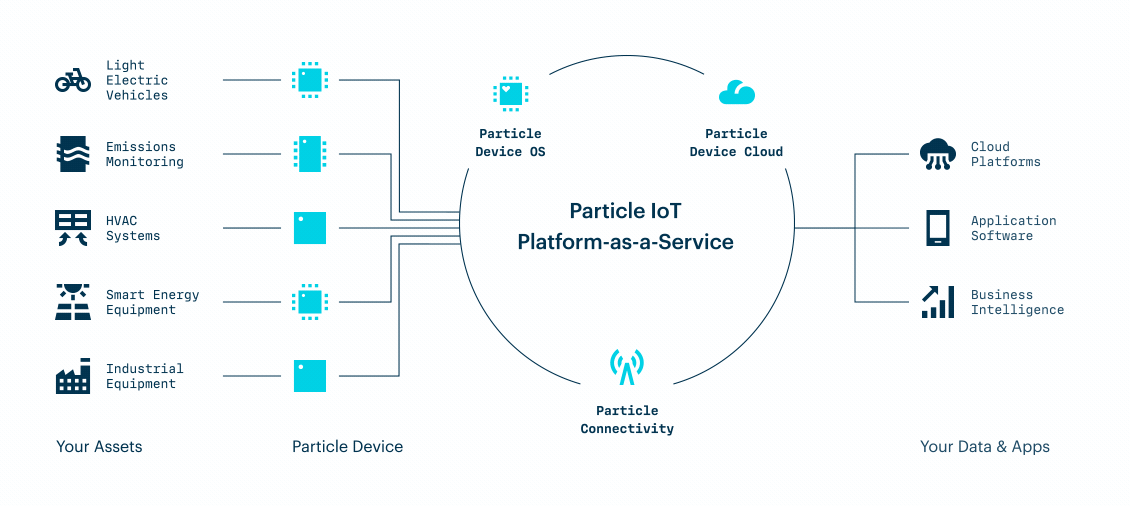 Light
Electric
Vehicles
Emissions
Monitoring
HVAC
Systems
Smart Energy
Equipment
Industrial
Equipment
Your Assets
Particle Device
Particle
Device OS
Particle
Device Cloud
Particle IoT
Platform-as-a-Service
Particle
Connectivity
Cloud
Platforms
Application
Software
Business
Intelligence
Your Data & Apps